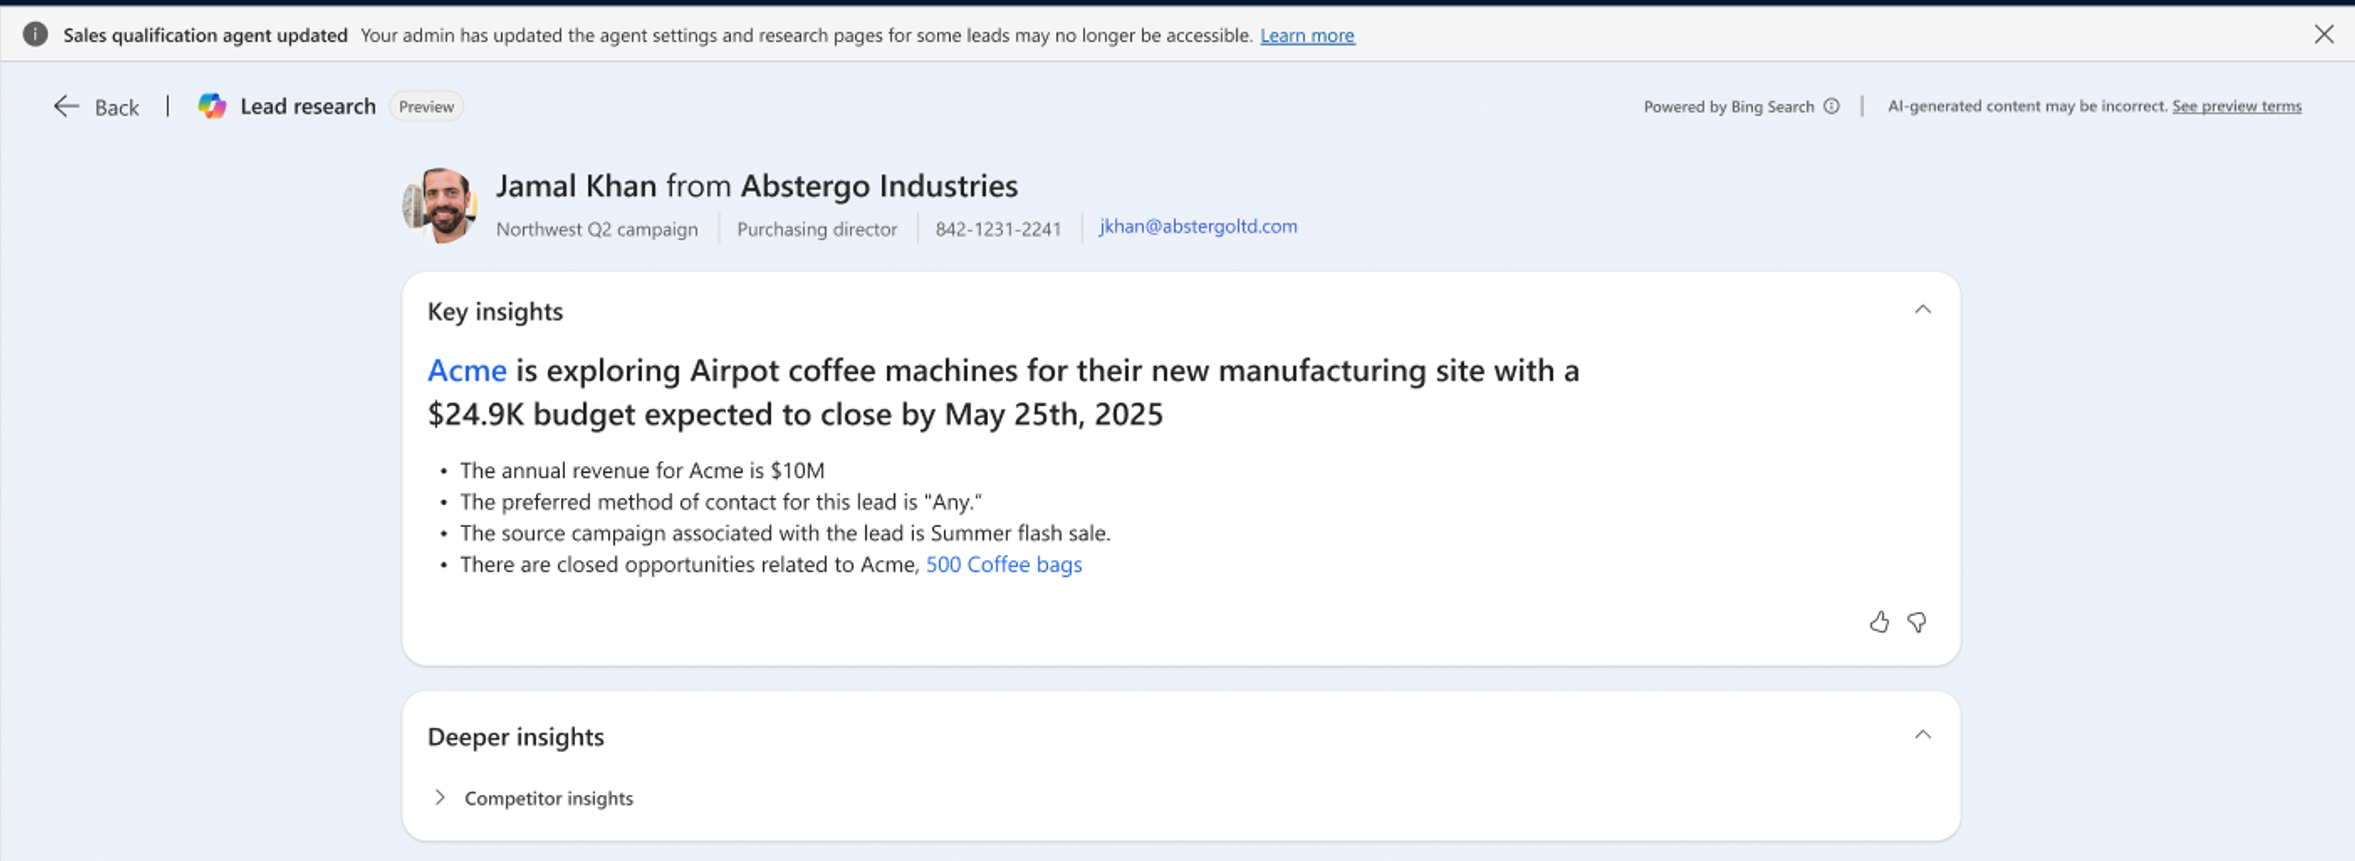 Sales qualification agent updated Your admin has updated the agent settings and research pages for some leads may no longer be accessible. Learn more
Back | Lead research Preview
Powered by Bing Search | AI-generated content may be incorrect. See preview terms
Jamal Khan from Abstergo Industries
Northwest Q2 campaign | Purchasing director | 842-1231-2241 | jkhan@abstergoltd.com
Key insights
Acme is exploring Airpot coffee machines for their new manufacturing site with a
$24.9K budget expected to close by May 25th, 2025
• The annual revenue for Acme is $10M
• The preferred method of contact for this lead is "Any.“
• The source campaign associated with the lead is Summer flash sale.
• There are closed opportunities related to Acme, 500 Coffee bags
Deeper insights
Competitor insights